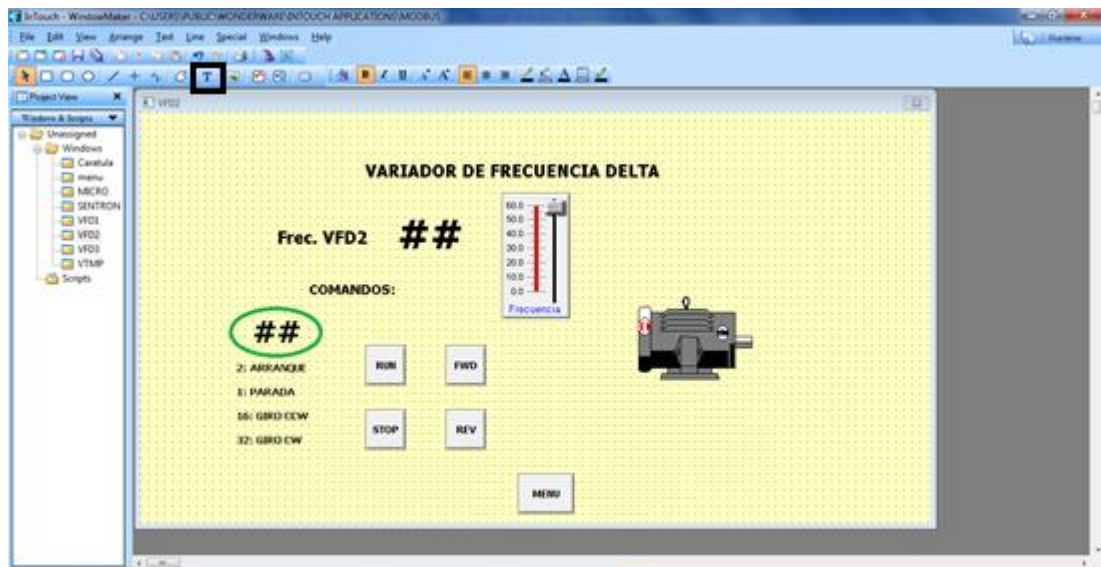 InTouch - WindowMaker - C:\USERS\PUBLIC\WONDERWARE\INTOUCH APPLICATIONS\MODBUS
File Edit View Arrange Text Line Special Windows Help
Runtime
T
B I U
Project View
VFD2
Windows & Scripts
Unassigned
Windows
Caratula
menu
MICRO
SENTRON
VFD1
VFD2
VFD3
VTMP
Scripts
VARIADOR DE FRECUENCIA DELTA
Frec. VFD2 ##
60.0
50.0
40.0
30.0
20.0
10.0
0.0
Frecuencia
COMANDOS:
##
2: ARRANQUE
1: PARADA
16: GIRO CCW
32: GIRO CW
RUN FWD
STOP REV
MENU